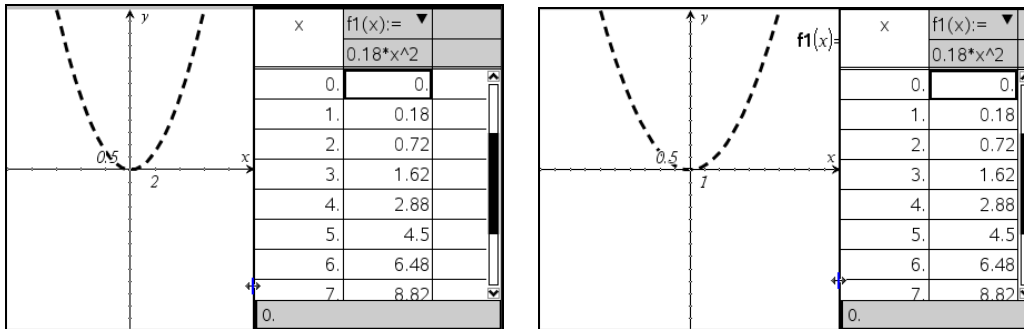 y
x f1(x):= ▼
0.18*x^2
0. 0.
1. 0.18
2. 0.72
3. 1.62
4. 2.88
5. 4.5
6. 6.48
7. 8.82
0.
0.5 x
2
y
f1(x)=
x f1(x):= ▼
0.18*x^2
0. 0.
1. 0.18
2. 0.72
3. 1.62
4. 2.88
5. 4.5
6. 6.48
7. 8.82
0.
0.5 x
1